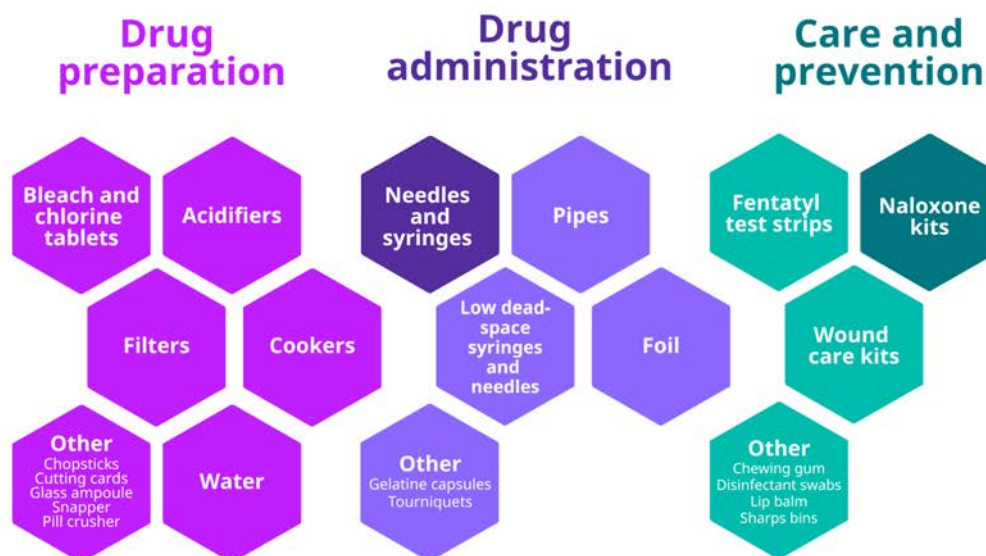 Drug
preparation
Bleach and
chlorine
tablets
Acidifiers
Filters
Cookers
Other
Chopsticks
Cutting cards
Glass ampoule
Snapper
Pill crusher
Water
Drug
administration
Needles
and
syringes
Pipes
Low dead-
space
syringes
and
needles
Foil
Other
Gelatine capsules
Tourniquets
Care and
prevention
Fentatyl
test strips
Naloxone
kits
Wound
care kits
Other
Chewing gum
Disinfectant swabs
Lip balm
Sharps bins